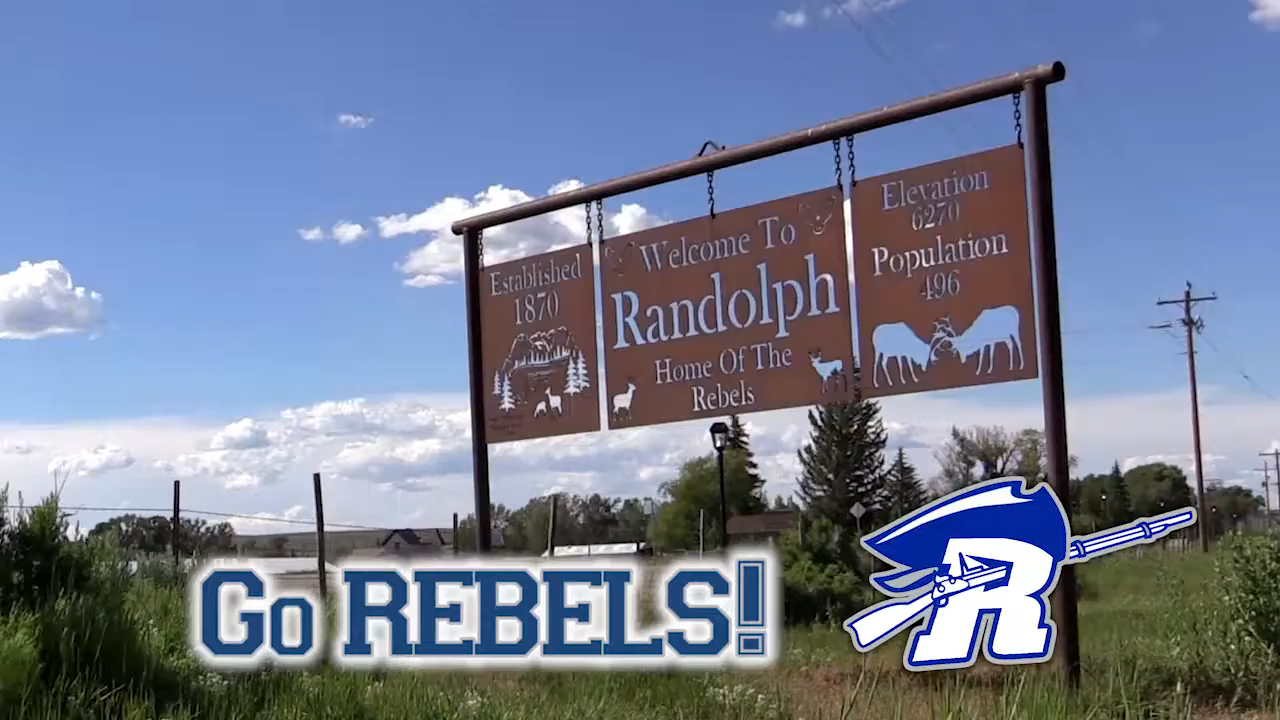 Established
1870
Welcome To
Randolph
Home Of The
Rebels
Elevation
6270
Population
496
Go REBELS!
R